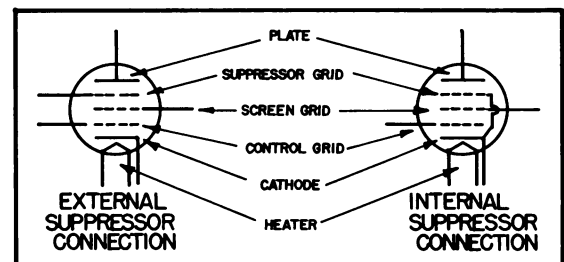 PLATE
SUPPRESSOR GRID
SCREEN GRID
CONTROL GRID
CATHODE
HEATER
EXTERNAL
SUPPRESSOR
CONNECTION
INTERNAL
SUPPRESSOR
CONNECTION